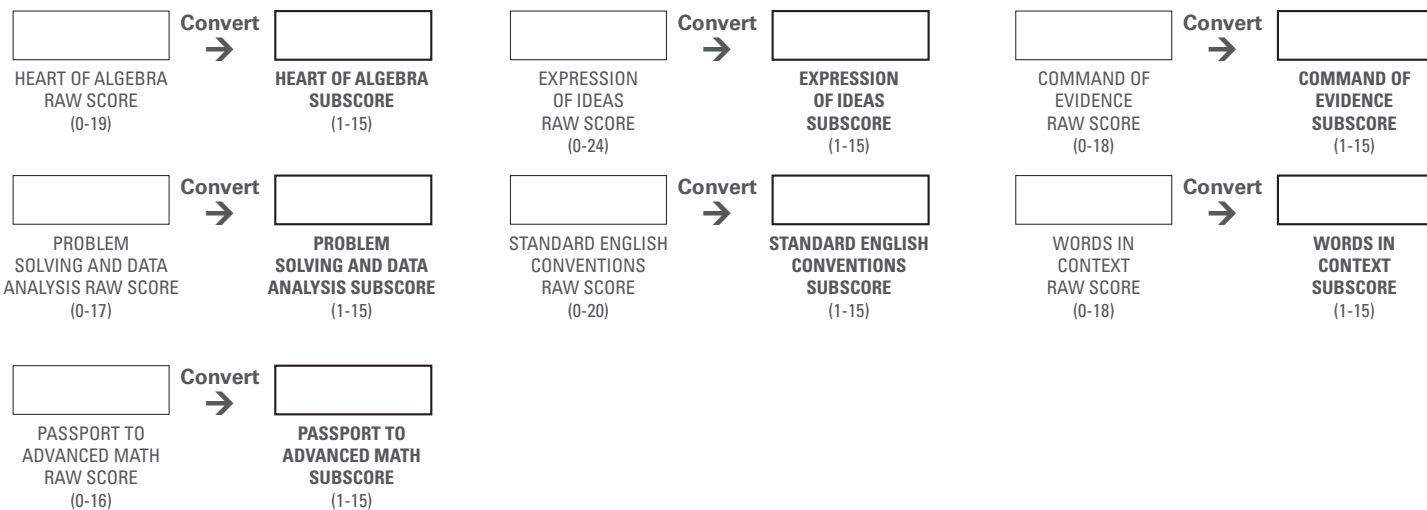 Convert
→
HEART OF ALGEBRA
RAW SCORE
(0-19)
HEART OF ALGEBRA
SUBSCORE
(1-15)
Convert
→
EXPRESSION
OF IDEAS
RAW SCORE
(0-24)
EXPRESSION
OF IDEAS
SUBSCORE
(1-15)
Convert
→
COMMAND OF
EVIDENCE
RAW SCORE
(0-18)
COMMAND OF
EVIDENCE
SUBSCORE
(1-15)
Convert
→
PROBLEM
SOLVING AND DATA
ANALYSIS RAW SCORE
(0-17)
PROBLEM
SOLVING AND DATA
ANALYSIS SUBSCORE
(1-15)
Convert
→
STANDARD ENGLISH
CONVENTIONS
RAW SCORE
(0-20)
STANDARD ENGLISH
CONVENTIONS
SUBSCORE
(1-15)
Convert
→
WORDS IN
CONTEXT
RAW SCORE
(0-18)
WORDS IN
CONTEXT
SUBSCORE
(1-15)
Convert
→
PASSPORT TO
ADVANCED MATH
RAW SCORE
(0-16)
PASSPORT TO
ADVANCED MATH
SUBSCORE
(1-15)